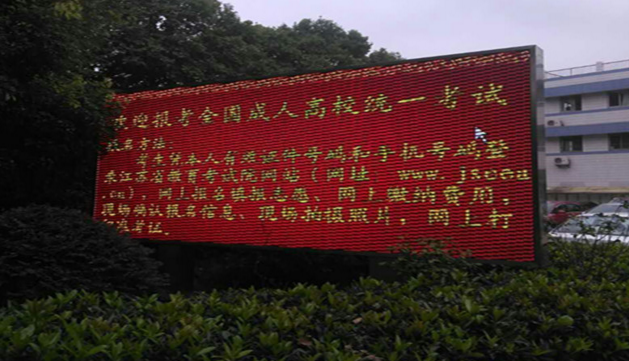 欢迎报考全国成人高校统一考试
报名方法:
考生凭本人有效证件号码和手机号码登
录江苏省教育考试院网站(网址 www.jseea
.cn),网上报名填报志愿、网上缴纳费用,
现场确认报名信息、现场拍摄照片,网上打
准考证。